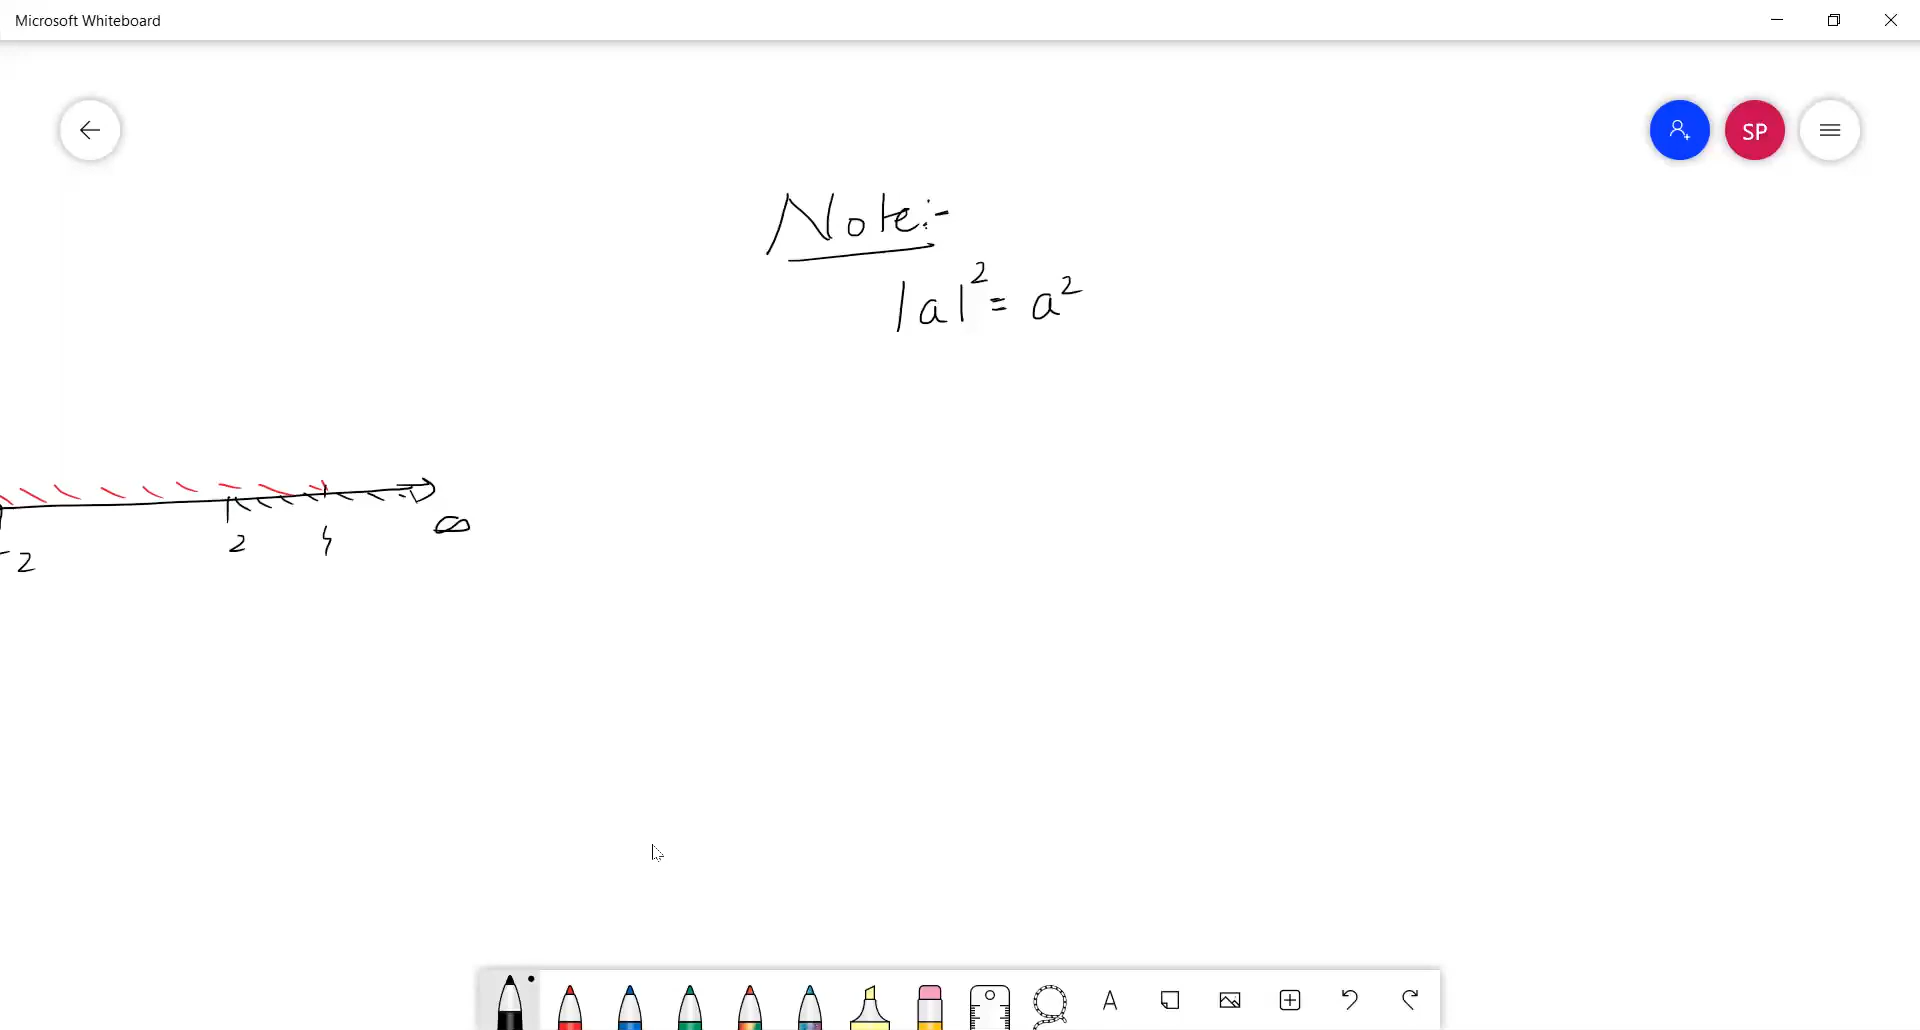 Microsoft Whiteboard
SP
Note:-
|a|² = a²
-2 2 4 ∞